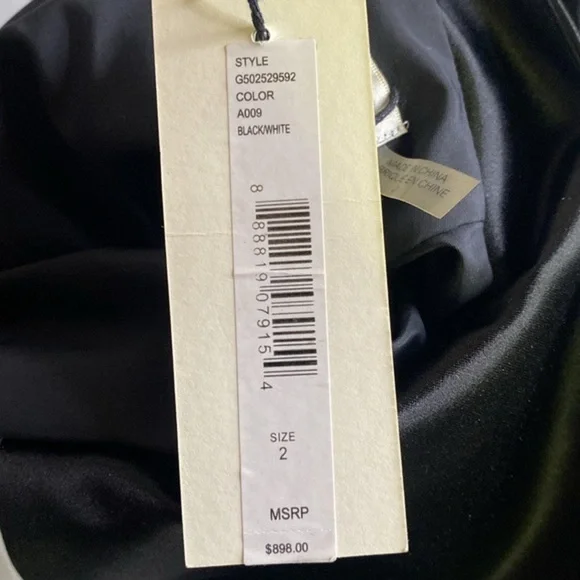 STYLE
G502529592
COLOR
A009
BLACK/WHITE
8 88819 07915 4
SIZE
2
MSRP
$898.00
MADE IN CHINA
EN CHINE